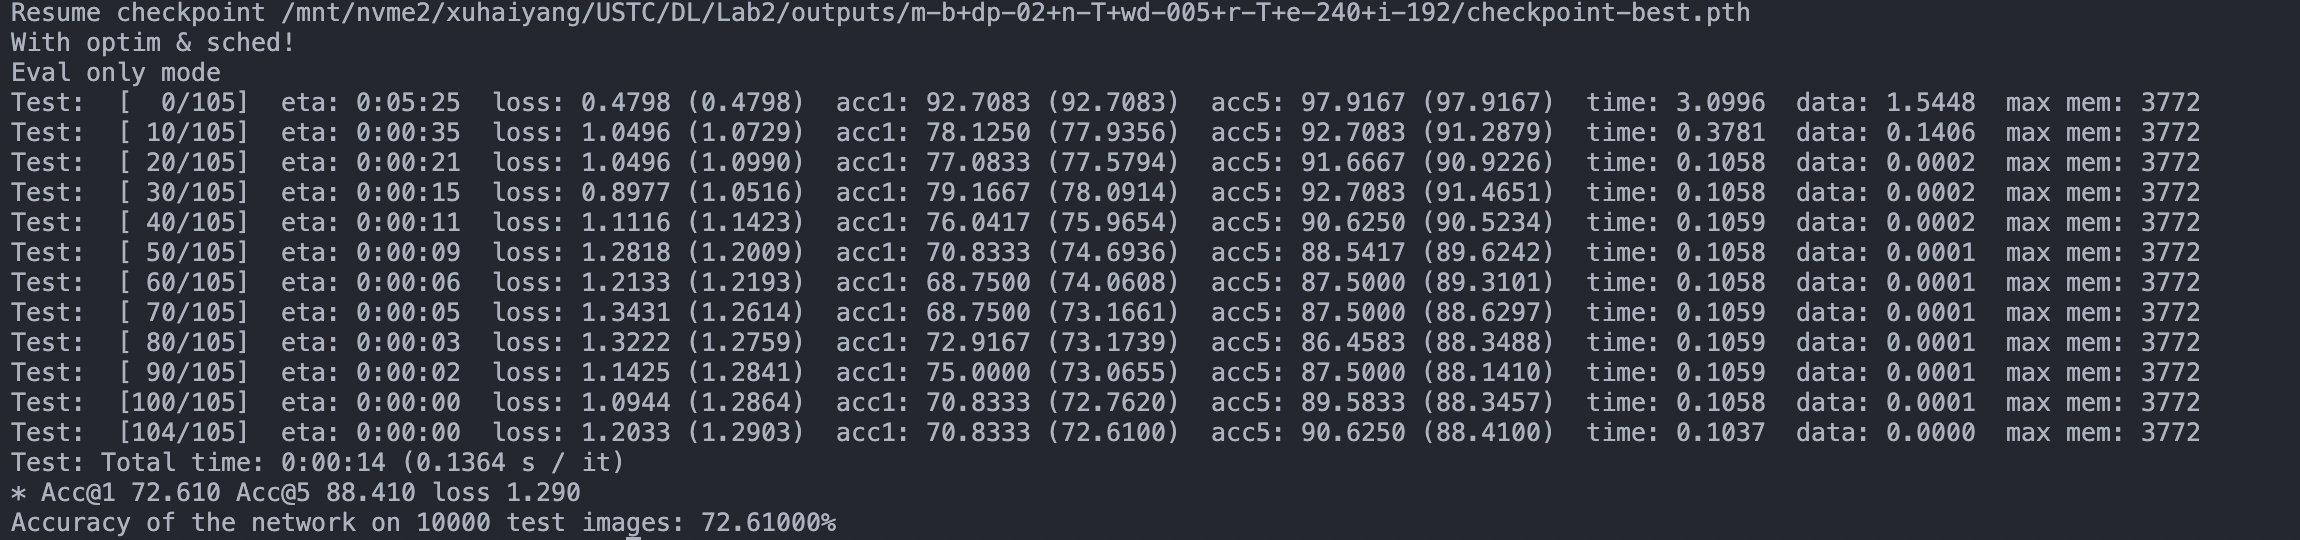 Resume checkpoint /mnt/nvme2/xuhaiyang/USTC/DL/Lab2/outputs/m-b+dp-02+n-T+wd-005+r-T+e-240+i-192/checkpoint-best.pth
With optim & sched!
Eval only mode
Test:  [  0/105]  eta: 0:05:25  loss: 0.4798 (0.4798)  acc1: 92.7083 (92.7083)  acc5: 97.9167 (97.9167)  time: 3.0996  data: 1.5448  max mem: 3772
Test:  [ 10/105]  eta: 0:00:35  loss: 1.0496 (1.0729)  acc1: 78.1250 (77.9356)  acc5: 92.7083 (91.2879)  time: 0.3781  data: 0.1406  max mem: 3772
Test:  [ 20/105]  eta: 0:00:21  loss: 1.0496 (1.0990)  acc1: 77.0833 (77.5794)  acc5: 91.6667 (90.9226)  time: 0.1058  data: 0.0002  max mem: 3772
Test:  [ 30/105]  eta: 0:00:15  loss: 0.8977 (1.0516)  acc1: 79.1667 (78.0914)  acc5: 92.7083 (91.4651)  time: 0.1058  data: 0.0002  max mem: 3772
Test:  [ 40/105]  eta: 0:00:11  loss: 1.1116 (1.1423)  acc1: 76.0417 (75.9654)  acc5: 90.6250 (90.5234)  time: 0.1059  data: 0.0002  max mem: 3772
Test:  [ 50/105]  eta: 0:00:09  loss: 1.2818 (1.2009)  acc1: 70.8333 (74.6936)  acc5: 88.5417 (89.6242)  time: 0.1058  data: 0.0001  max mem: 3772
Test:  [ 60/105]  eta: 0:00:06  loss: 1.2133 (1.2193)  acc1: 68.7500 (74.0608)  acc5: 87.5000 (89.3101)  time: 0.1058  data: 0.0001  max mem: 3772
Test:  [ 70/105]  eta: 0:00:05  loss: 1.3431 (1.2614)  acc1: 68.7500 (73.1661)  acc5: 87.5000 (88.6297)  time: 0.1059  data: 0.0001  max mem: 3772
Test:  [ 80/105]  eta: 0:00:03  loss: 1.3222 (1.2759)  acc1: 72.9167 (73.1739)  acc5: 86.4583 (88.3488)  time: 0.1059  data: 0.0001  max mem: 3772
Test:  [ 90/105]  eta: 0:00:02  loss: 1.1425 (1.2841)  acc1: 75.0000 (73.0655)  acc5: 87.5000 (88.1410)  time: 0.1059  data: 0.0001  max mem: 3772
Test:  [100/105]  eta: 0:00:00  loss: 1.0944 (1.2864)  acc1: 70.8333 (72.7620)  acc5: 89.5833 (88.3457)  time: 0.1058  data: 0.0001  max mem: 3772
Test:  [104/105]  eta: 0:00:00  loss: 1.2033 (1.2903)  acc1: 70.8333 (72.6100)  acc5: 90.6250 (88.4100)  time: 0.1037  data: 0.0000  max mem: 3772
Test: Total time: 0:00:14 (0.1364 s / it)
* Acc@1 72.610 Acc@5 88.410 loss 1.290
Accuracy of the network on 10000 test images: 72.61000%